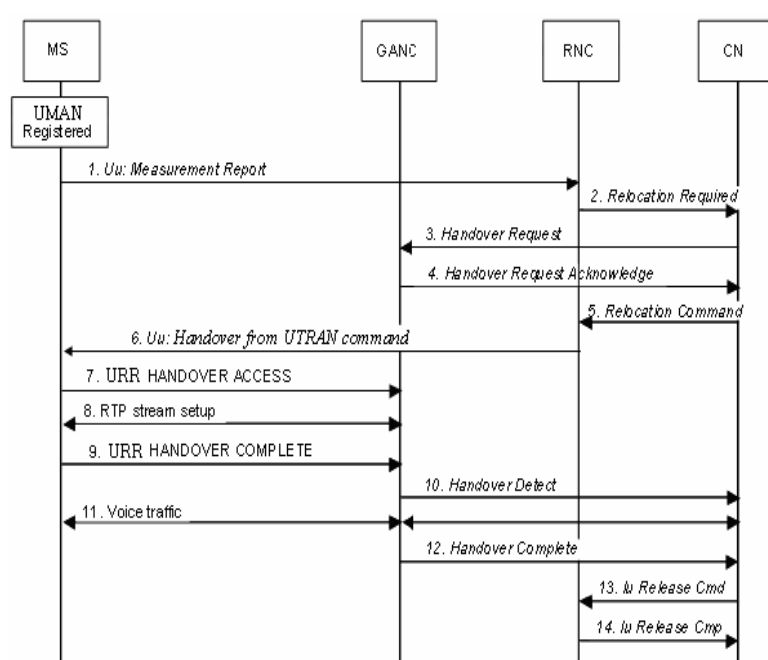 MS
GANC
RNC
CN
UMAN
Registered
1. Uu: Measurement Report
2. Relocation Required
3. Handover Request
4. Handover Request Acknowledge
5. Relocation Command
6. Uu: Handover from UTRAN command
7. URR HANDOVER ACCESS
8. RTP stream setup
9. URR HANDOVER COMPLETE
10. Handover Detect
11. Voice traffic
12. Handover Complete
13. Iu Release Cmd
14. Iu Release Cmp